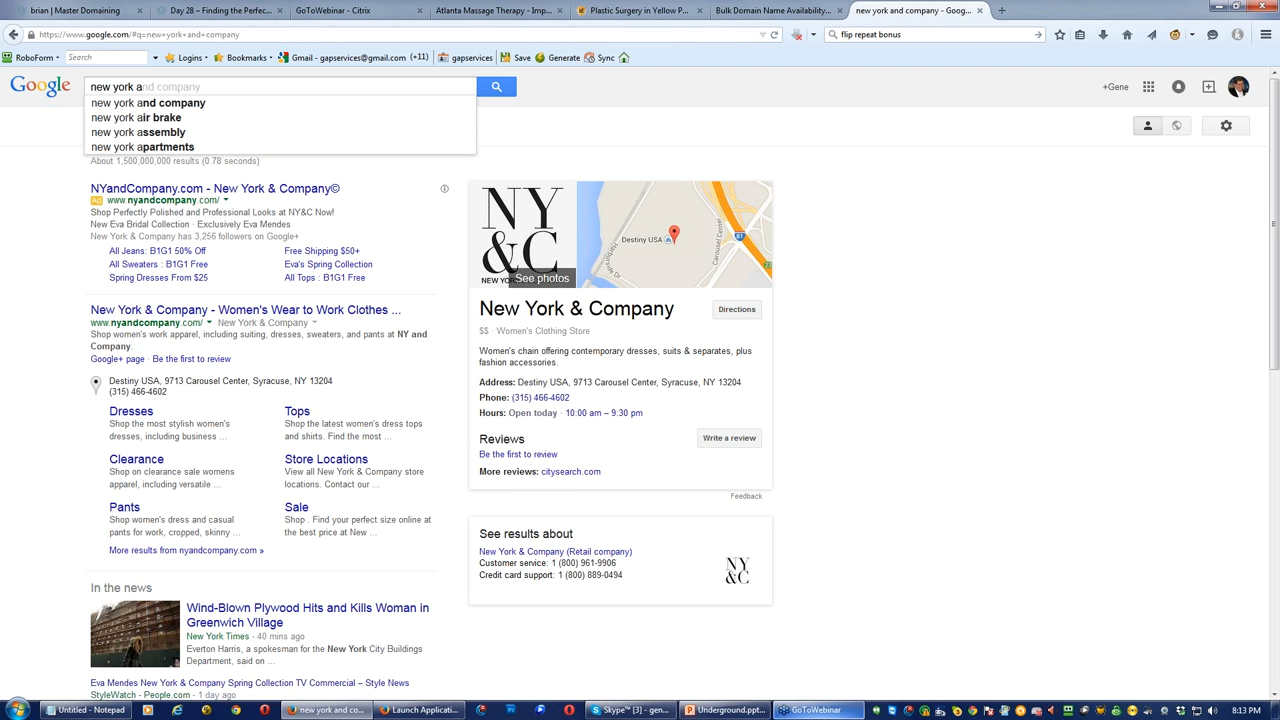 brian | Master Domaining
Day 28 – Finding the Perfec...
GoToWebinar - Citrix
Atlanta Massage Therapy - Imp...
Plastic Surgery in Yellow P...
Bulk Domain Name Availability...
new york and company - Goog...
https://www.google.com/#q=new+york+and+company
flip repeat bonus
RoboForm
Search
Logins
Bookmarks
Gmail - gapservices@gmail.com (+11)
gapservices
Save
Generate
Sync
Google
new york and company
+Gene
new york and company
new york air brake
new york assembly
new york apartments
About 1,500,000,000 results (0.78 seconds)
NYandCompany.com - New York & Company©
Ad www.nyandcompany.com/
Shop Perfectly Polished and Professional Looks at NY&C Now!
New Eva Bridal Collection · Exclusively Eva Mendes
New York & Company has 3,256 followers on Google+
All Jeans: B1G1 50% Off
Free Shipping $50+
All Sweaters : B1G1 Free
Eva's Spring Collection
Spring Dresses From $25
All Tops : B1G1 Free
New York & Company - Women's Wear to Work Clothes ...
www.nyandcompany.com/ New York & Company
Shop women's work apparel, including suiting, dresses, sweaters, and pants at NY and
Company.
Google+ page · Be the first to review
Destiny USA, 9713 Carousel Center, Syracuse, NY 13204
(315) 466-4602
Dresses
Shop the most stylish women's
dresses, including business ...
Tops
Shop the latest women's dress tops
and shirts. Find the most ...
Clearance
Shop on clearance sale womens
apparel, including versatile ...
Store Locations
View all New York & Company store
locations. Contact our ...
Pants
Shop women's dress and casual
pants for work, cropped, skinny ...
Sale
Shop . Find your perfect size online at
the best price at New ...
More results from nyandcompany.com »
In the news
Wind-Blown Plywood Hits and Kills Woman in
Greenwich Village
New York Times - 40 mins ago
Everton Harris, a spokesman for the New York City Buildings
Department, said on ...
Eva Mendes New York & Company Spring Collection TV Commercial – Style News
StyleWatch - People.com - 1 day ago
NY
&C
NEW YORK
See photos
Destiny USA
Carousel Center
New York & Company
Directions
$$ · Women's Clothing Store
Women's chain offering contemporary dresses, suits & separates, plus
fashion accessories.
Address: Destiny USA, 9713 Carousel Center, Syracuse, NY 13204
Phone: (315) 466-4602
Hours: Open today · 10:00 am – 9:30 pm
Reviews
Write a review
Be the first to review
More reviews: citysearch.com
Feedback
See results about
New York & Company (Retail company)
Customer service: 1 (800) 961-9906
Credit card support: 1 (800) 889-0494
NY
&C
Untitled - Notepad
new york and co...
Launch Applicati...
Skype™ [3] - gen...
Underground.ppt...
GoToWebinar
8:13 PM